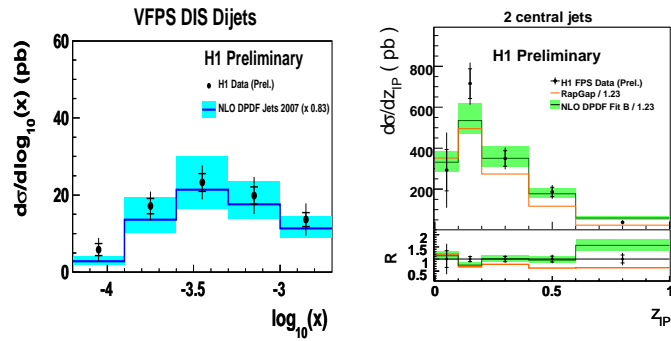 VFPS DIS Dijets
dσ/dlog10(x) (pb)
60
50
40
30
20
10
0
H1 Preliminary
H1 Data (Prel.)
NLO DPDF Jets 2007 (x 0.83)
-4
-3
log10(x)
2 central jets
dσ/dzIP ( pb )
800
600
400
200
H1 Preliminary
H1 FPS Data (Prel.)
RapGap / 1.23
NLO DPDF Fit B / 1.23
R
1.5
1
0.5
0
0.5
1
zIP